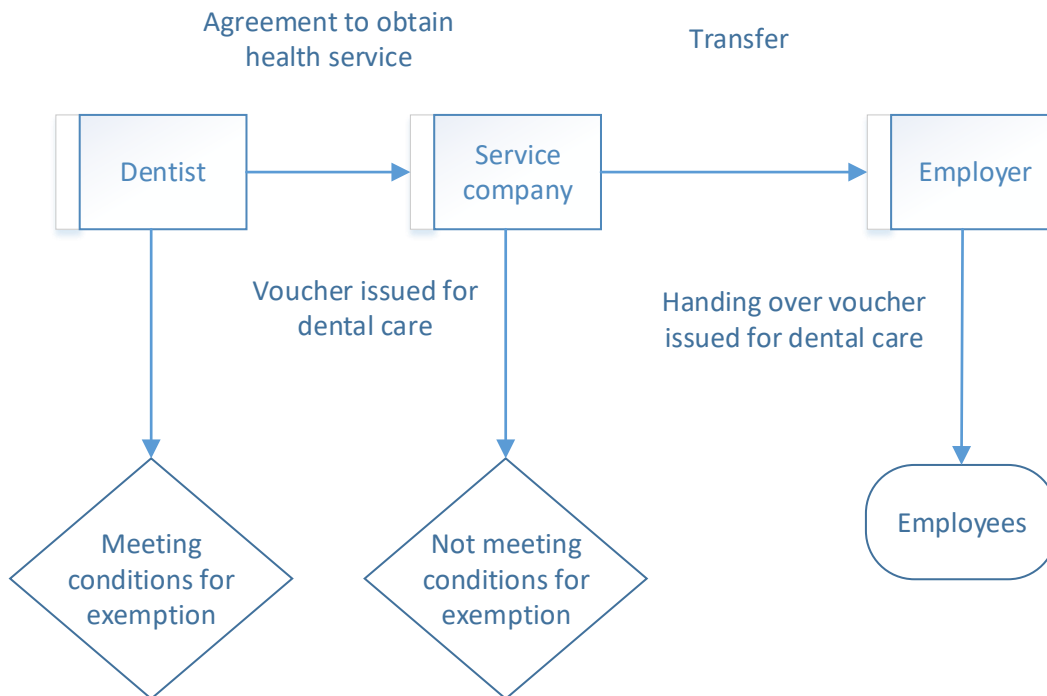 Agreement to obtain
health service
Transfer
Dentist
Service
company
Employer
Voucher issued for
dental care
Handing over voucher
issued for dental care
Meeting
conditions for
exemption
Not meeting
conditions for
exemption
Employees